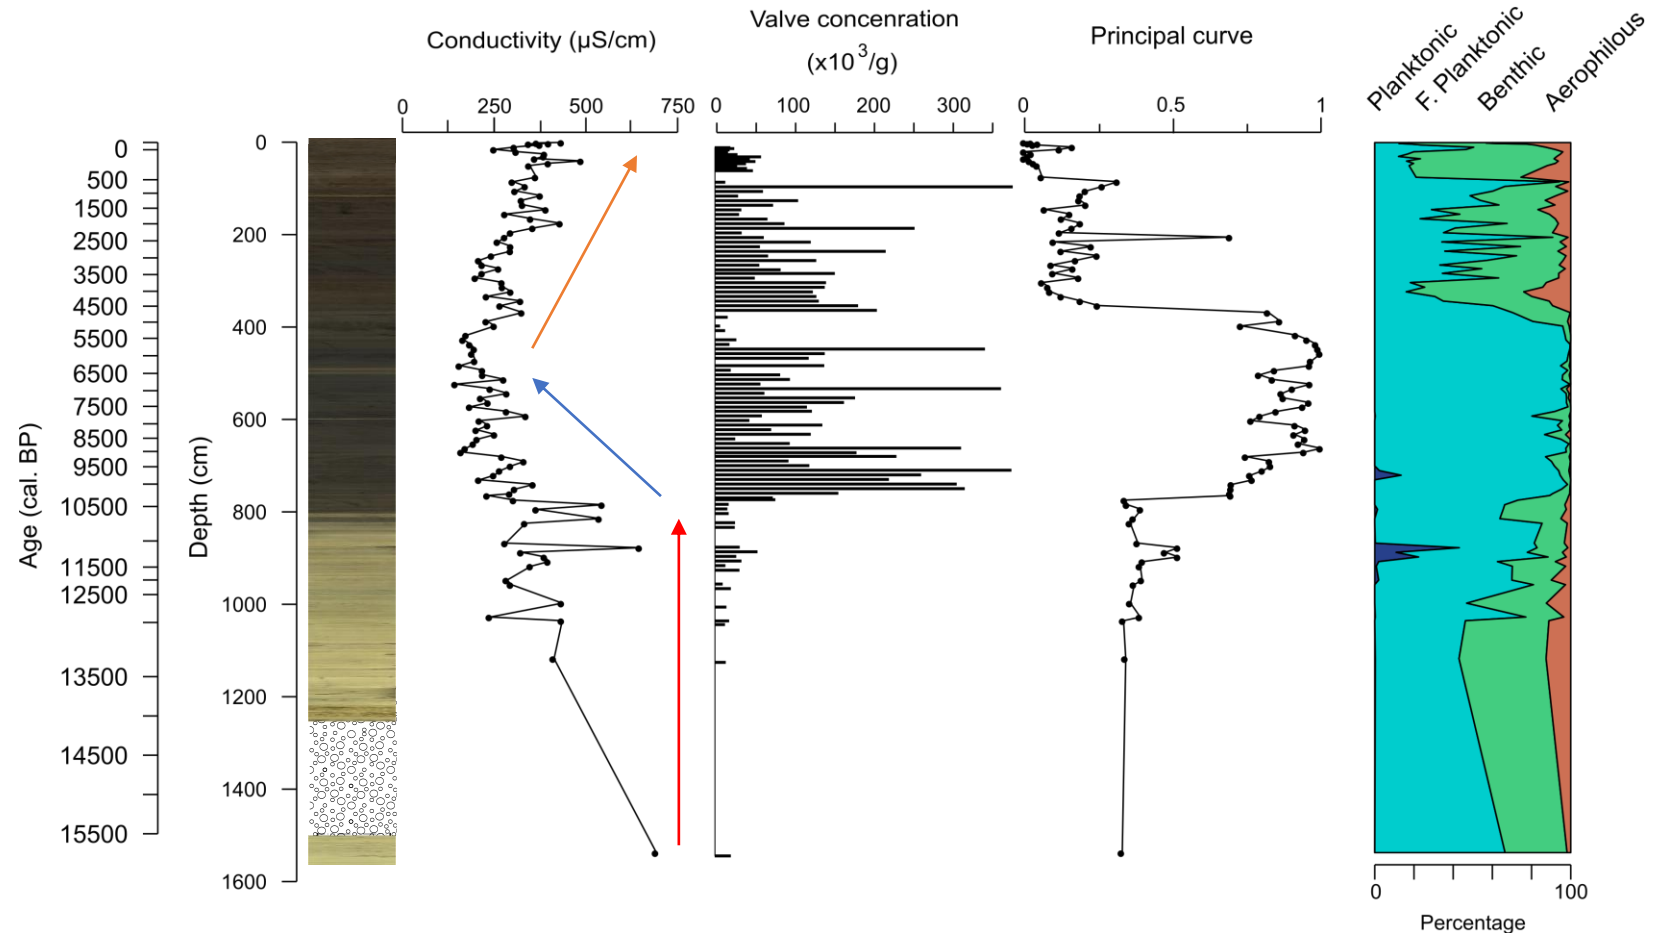 Conductivity (µS/cm)
Valve concenration
(x10³/g)
Principal curve
Planktonic
F. Planktonic
Benthic
Aerophilous
0 250 500 750
0 100 200 300
0 0.5 1
Age (cal. BP)
0
500
1500
2500
3500
4500
5500
6500
7500
8500
9500
10500
11500
12500
13500
14500
15500
Depth (cm)
0
200
400
600
800
1000
1200
1400
1600
0 100
Percentage